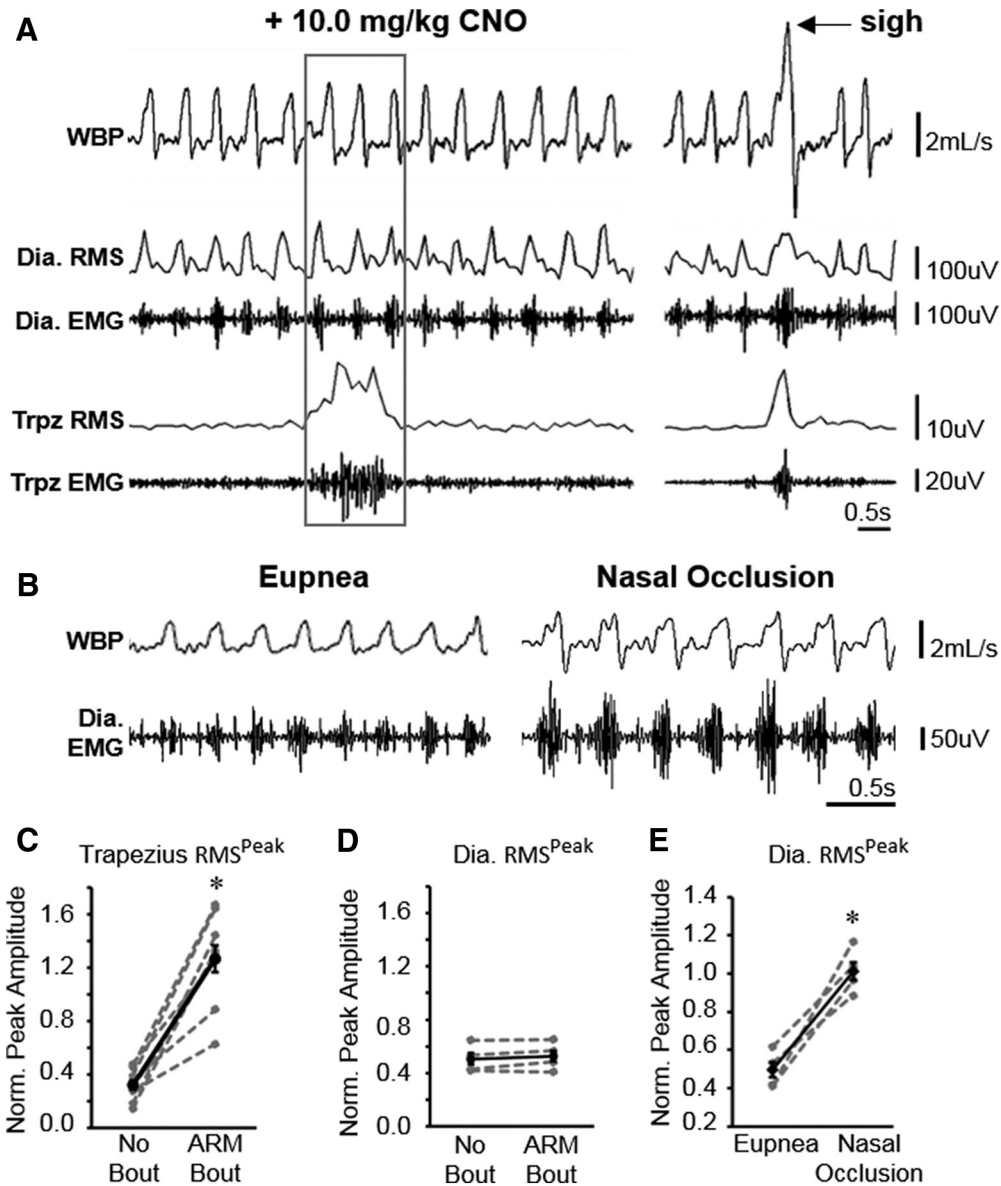 A
+ 10.0 mg/kg CNO
sigh
WBP
2mL/s
Dia. RMS
100uV
Dia. EMG
100uV
Trpz RMS
10uV
Trpz EMG
20uV
0.5s
B
Eupnea
Nasal Occlusion
WBP
2mL/s
Dia.
EMG
50uV
0.5s
C
Trapezius RMSPeak
*
Norm. Peak Amplitude
1.6
1.2
0.8
0.4
0.0
No
Bout
ARM
Bout
D
Dia. RMSPeak
Norm. Peak Amplitude
1.6
1.2
0.8
0.4
0.0
No
Bout
ARM
Bout
E
Dia. RMSPeak
*
Norm. Peak Amplitude
1.4
1.2
1.0
0.8
0.6
0.4
0.2
Eupnea
Nasal
Occlusion